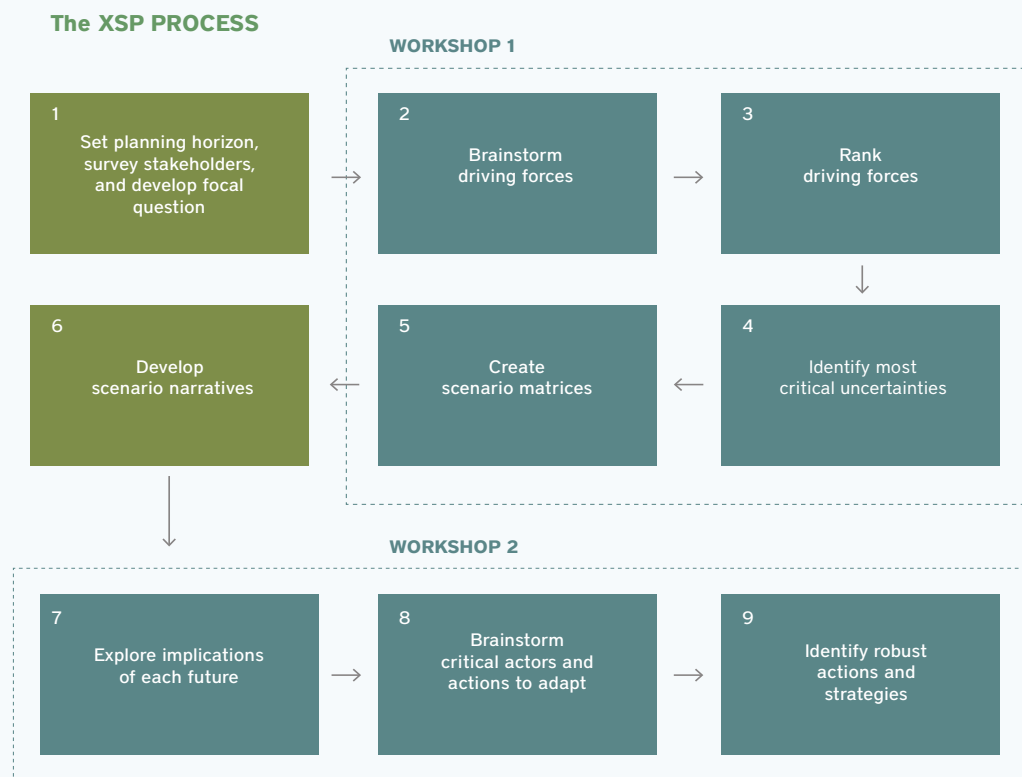 The XSP PROCESS
WORKSHOP 1
1
Set planning horizon,
survey stakeholders,
and develop focal
question
2
Brainstorm
driving forces
3
Rank
driving forces
4
Identify most
critical uncertainties
5
Create
scenario matrices
6
Develop
scenario narratives
WORKSHOP 2
7
Explore implications
of each future
8
Brainstorm
critical actors and
actions to adapt
9
Identify robust
actions and
strategies